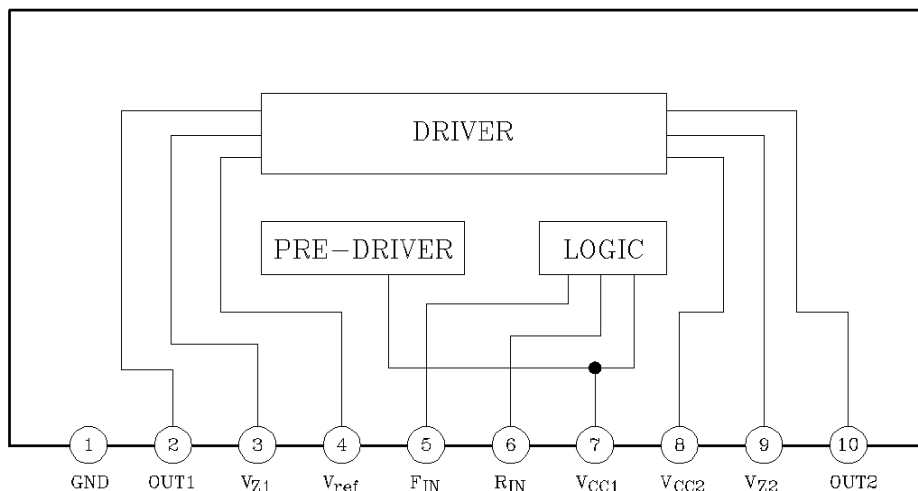 DRIVER
PRE-DRIVER LOGIC
1 2 3 4 5 6 7 8 9 10
GND OUT1 VZ1 Vref FIN RIN VCC1 VCC2 VZ2 OUT2